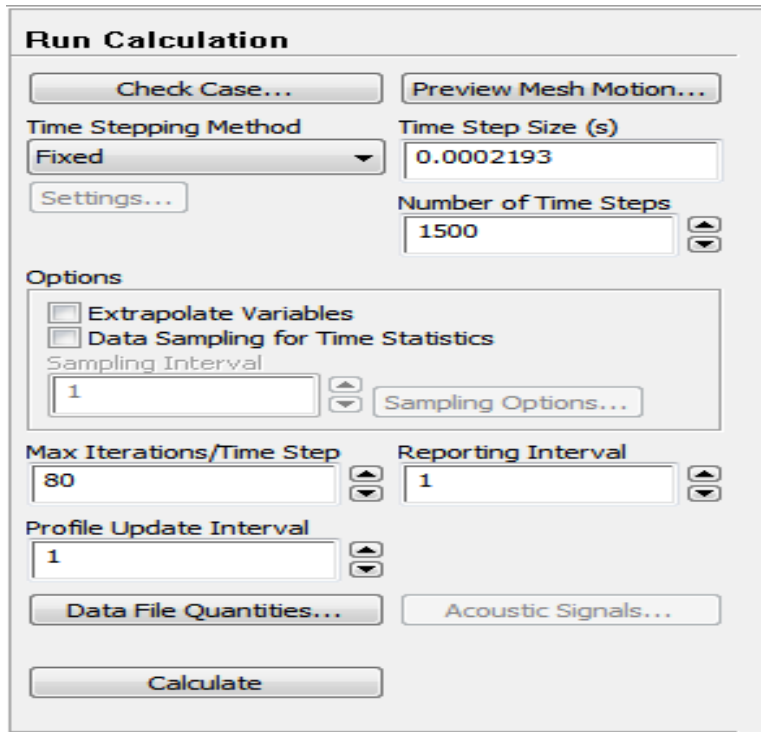 Run Calculation
Check Case...
Preview Mesh Motion...
Time Stepping Method
Time Step Size (s)
Fixed
0.0002193
Settings...
Number of Time Steps
1500
Options
Extrapolate Variables
Data Sampling for Time Statistics
Sampling Interval
1
Sampling Options...
Max Iterations/Time Step
Reporting Interval
80
1
Profile Update Interval
1
Data File Quantities...
Acoustic Signals...
Calculate